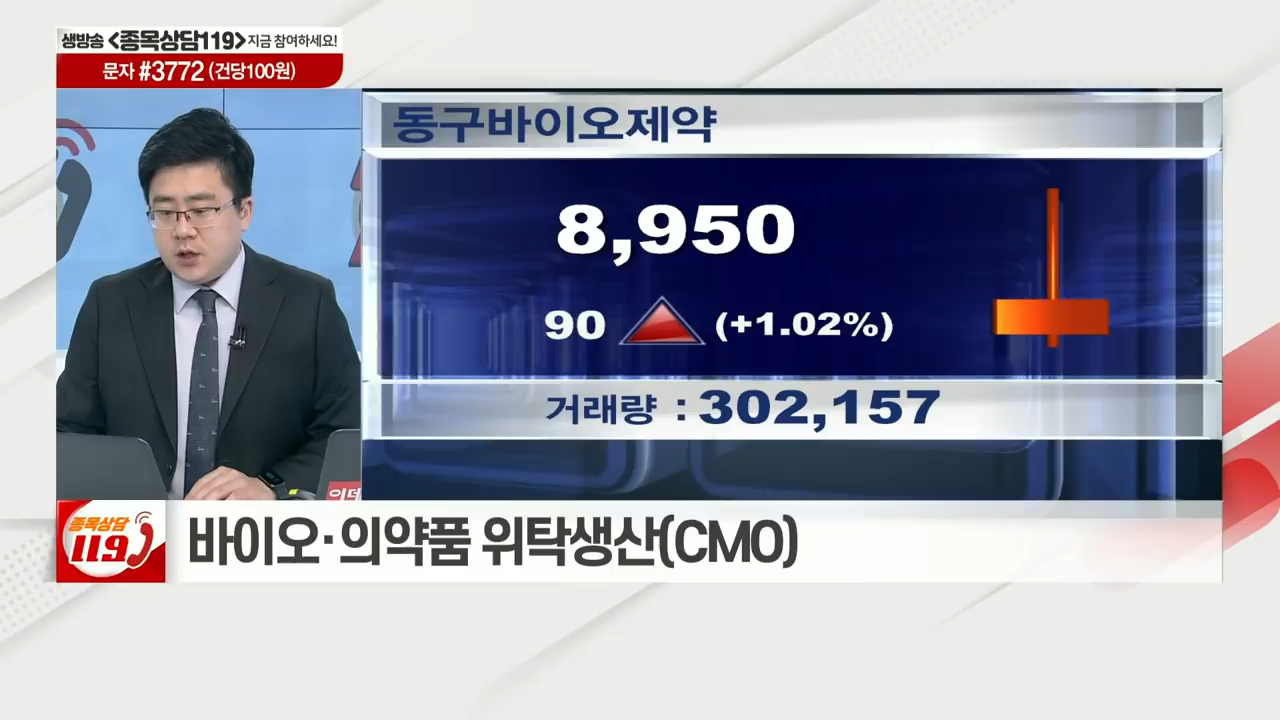 생방송 <종목상담119> 지금 참여하세요!
문자 #3772 (건당100원)
동구바이오제약
8,950
90 ▲ (+1.02%)
거래량 : 302,157
이데
종목상담
119
바이오·의약품 위탁생산(CMO)